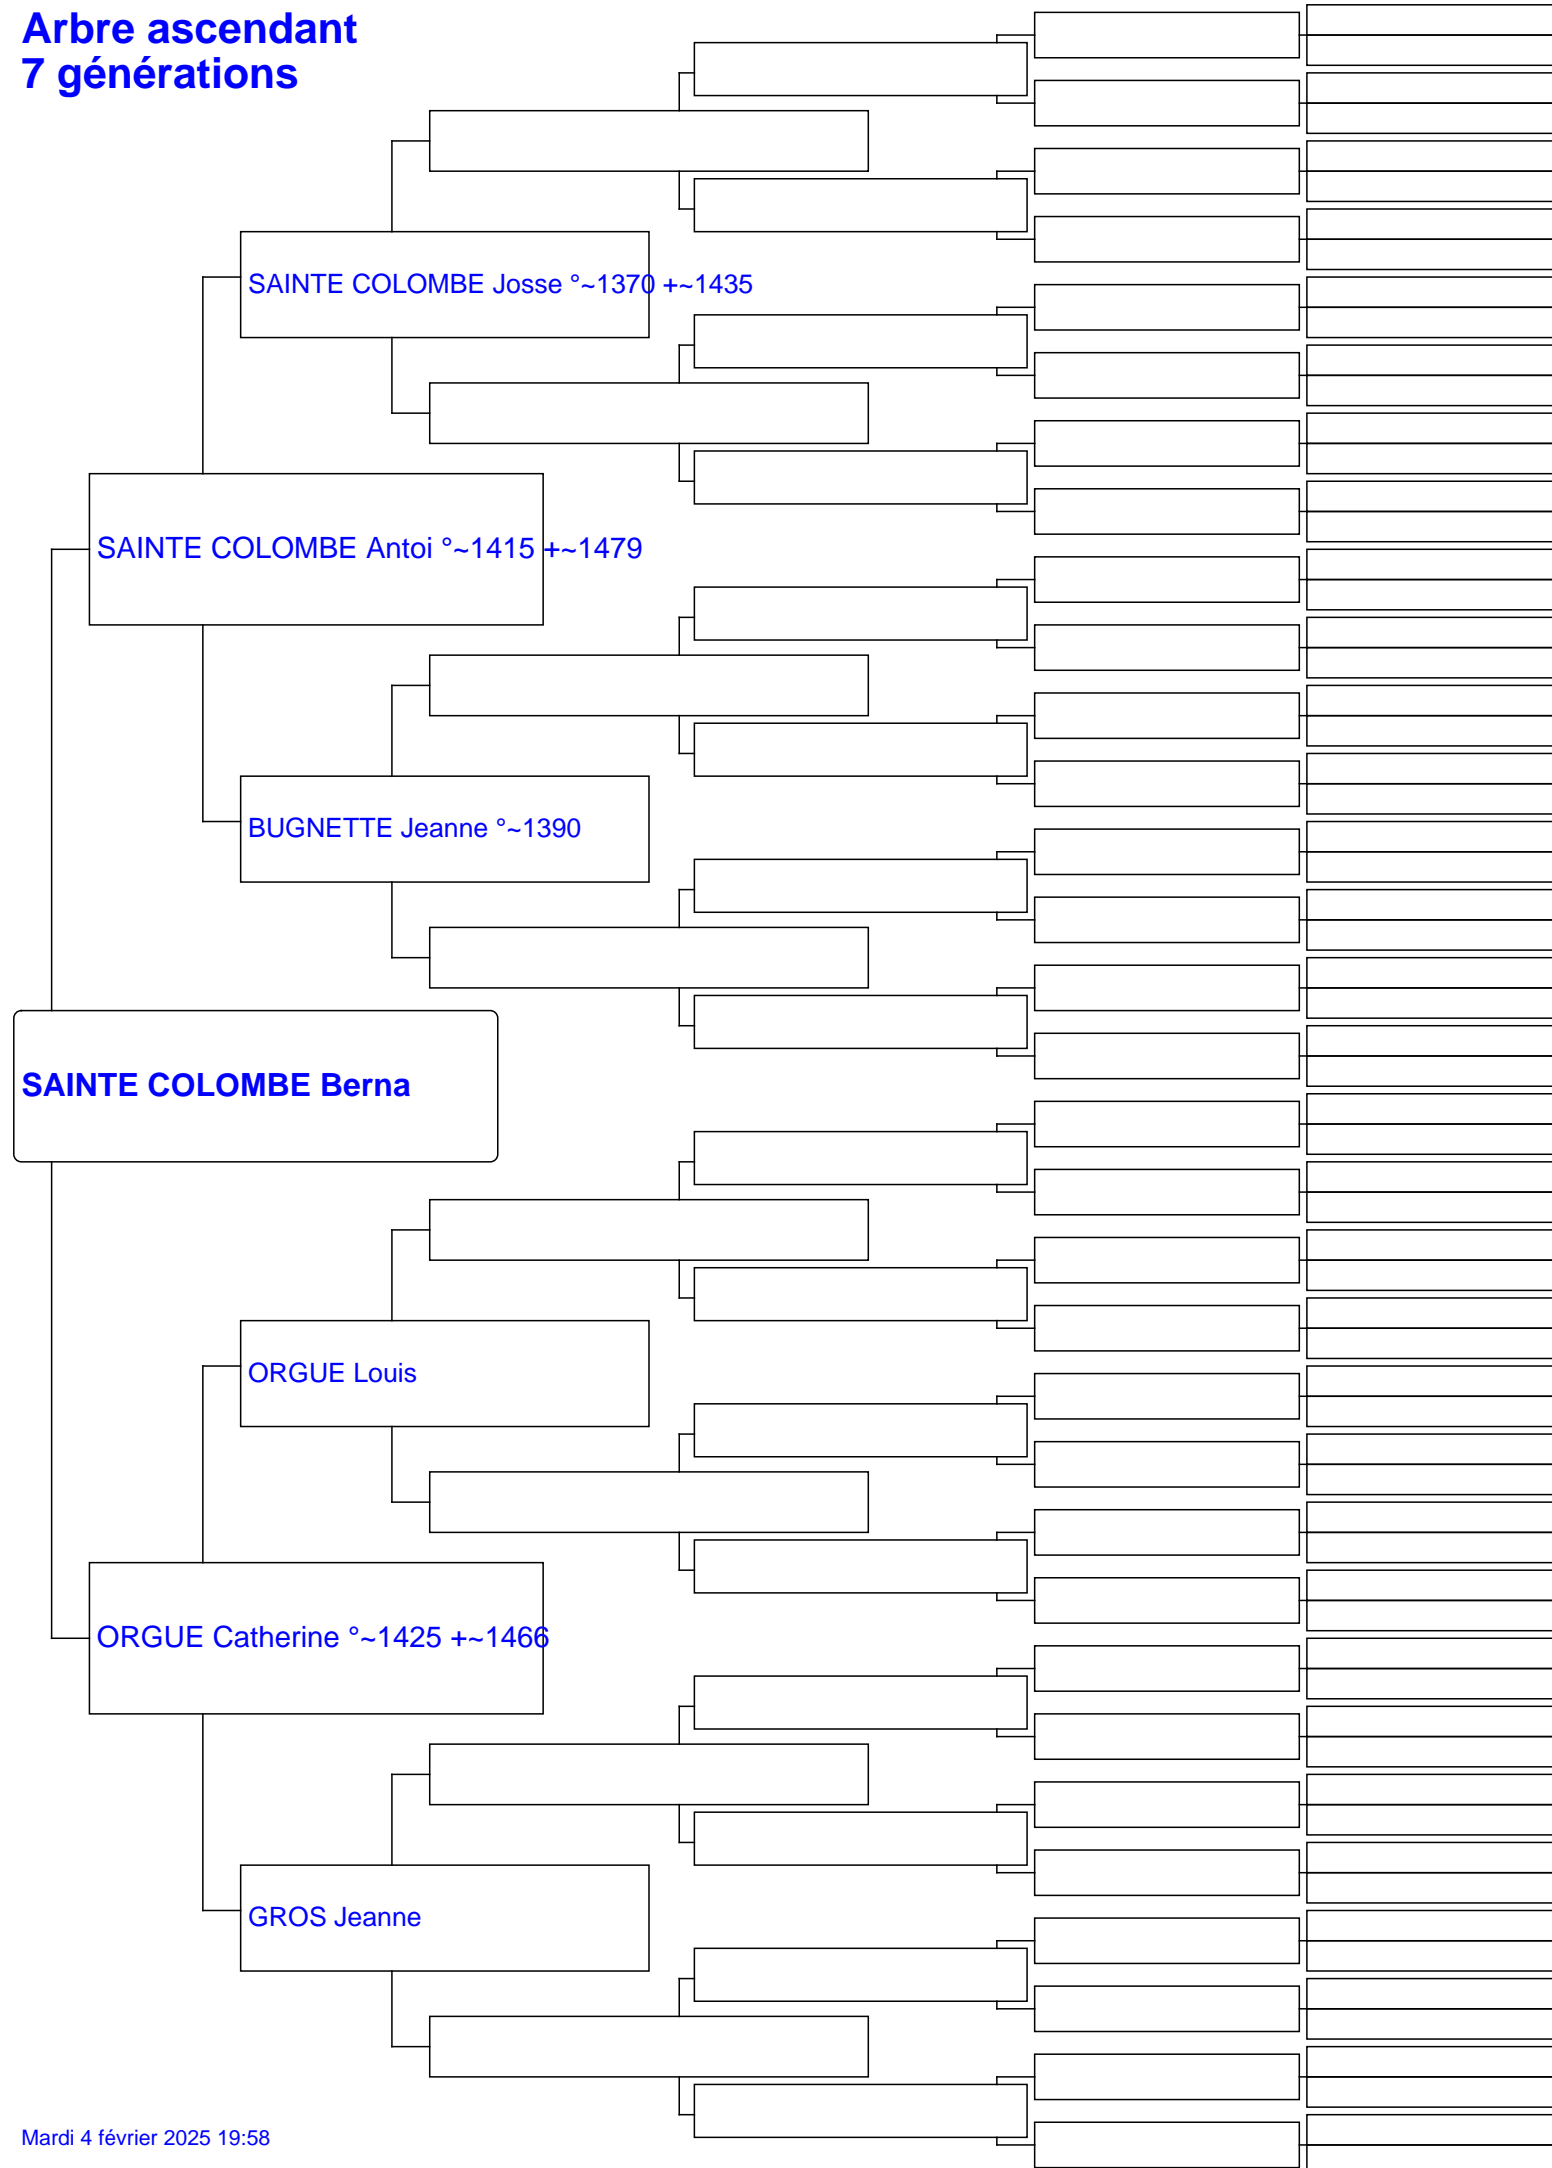 Arbre ascendant
7 générations
SAINTE COLOMBE Josse °~1370 +~1435
SAINTE COLOMBE Antoi °~1415 +~1479
BUGNETTE Jeanne °~1390
SAINTE COLOMBE Berna
ORGUE Louis
ORGUE Catherine °~1425 +~1466
GROS Jeanne
Mardi 4 février 2025 19:58